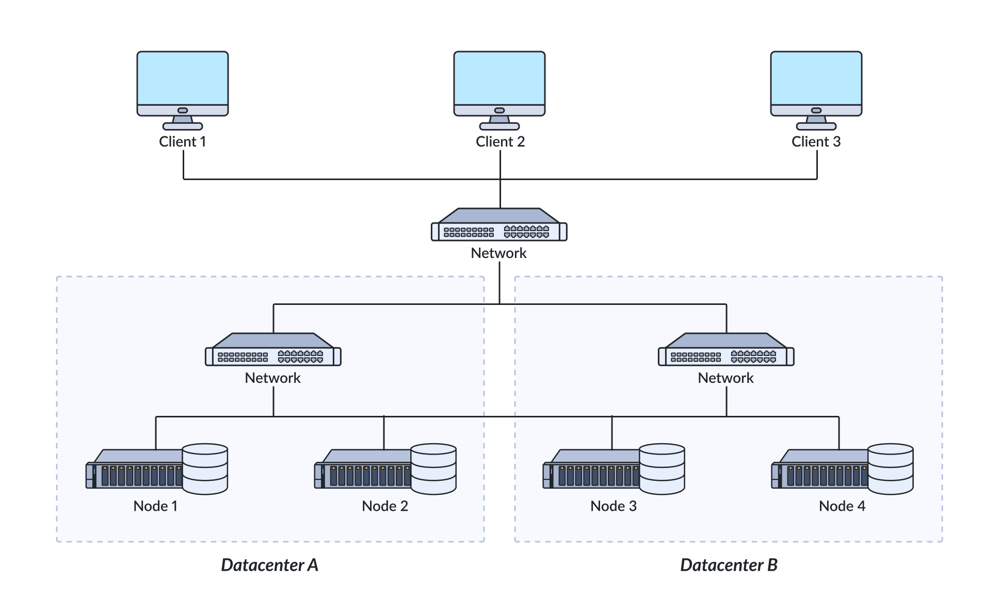 Client 1
Client 2
Client 3
Network
Network
Network
Node 1
Node 2
Node 3
Node 4
Datacenter A
Datacenter B